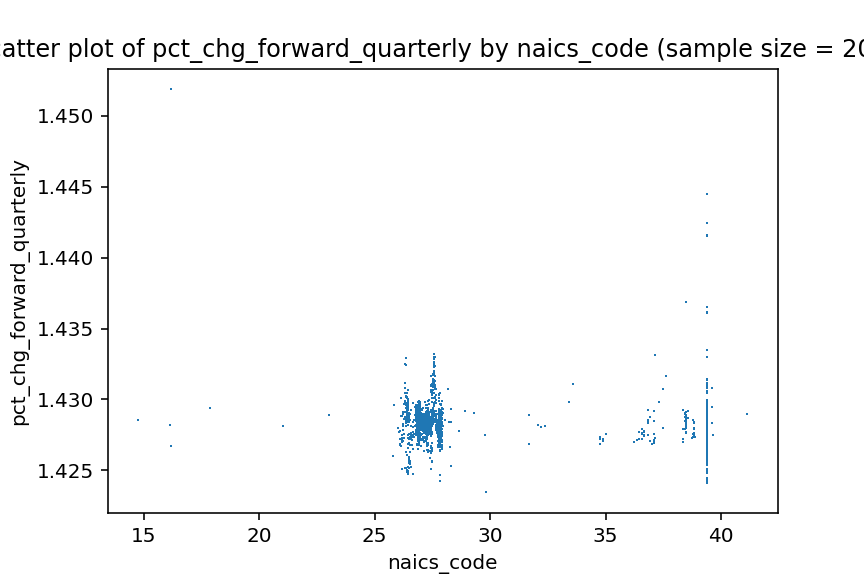 atter plot of pct_chg_forward_quarterly by naics_code (sample size = 20
1.450
1.445
1.440
1.435
1.430
1.425
pct_chg_forward_quarterly
15 20 25 30 35 40
naics_code